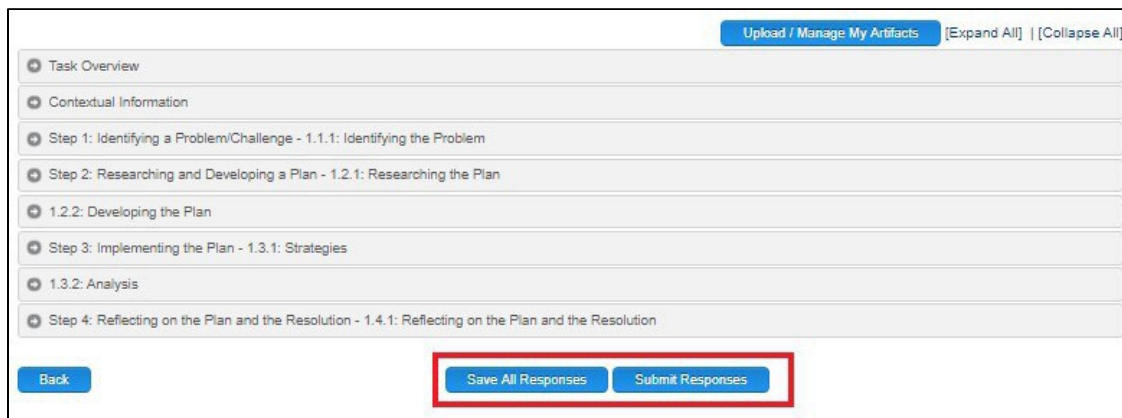 Upload / Manage My Artifacts [Expand All] | [Collapse All]
Task Overview
Contextual Information
Step 1: Identifying a Problem/Challenge - 1.1.1: Identifying the Problem
Step 2: Researching and Developing a Plan - 1.2.1: Researching the Plan
1.2.2: Developing the Plan
Step 3: Implementing the Plan - 1.3.1: Strategies
1.3.2: Analysis
Step 4: Reflecting on the Plan and the Resolution - 1.4.1: Reflecting on the Plan and the Resolution
Back Save All Responses Submit Responses